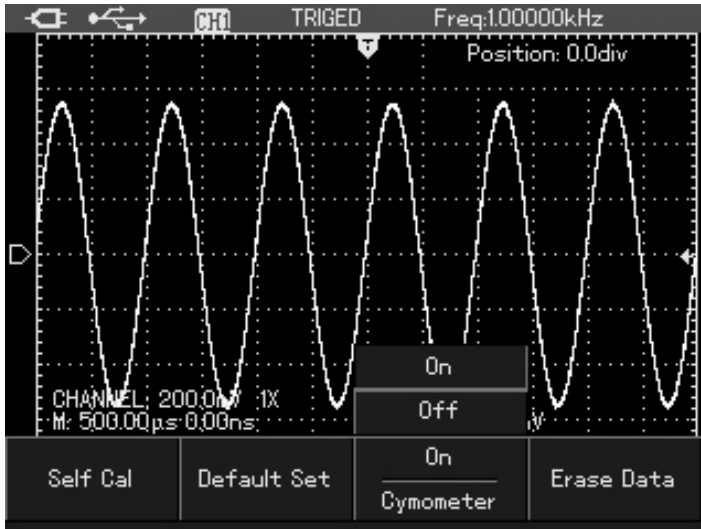 CH1 TRIGED Freq:1.00000kHz
T
Position: 0.0div
CHANNEL: 200.0mV 1X
M: 500.00µs 0.00ns
On
Off
V
Self Cal
Default Set
On
Cymometer
Erase Data